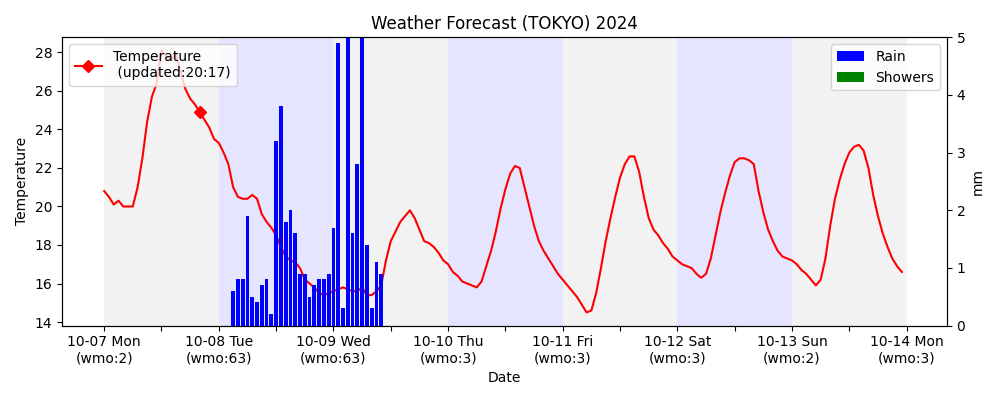 Weather Forecast (TOKYO) 2024
Temperature
(updated:20:17)
Rain
Showers
Temperature
28
26
24
22
20
18
16
14
5
4
3
2
1
0
mm
10-07 Mon
(wmo:2)
10-08 Tue
(wmo:63)
10-09 Wed
(wmo:63)
10-10 Thu
(wmo:3)
10-11 Fri
(wmo:3)
10-12 Sat
(wmo:3)
10-13 Sun
(wmo:2)
10-14 Mon
(wmo:3)
Date